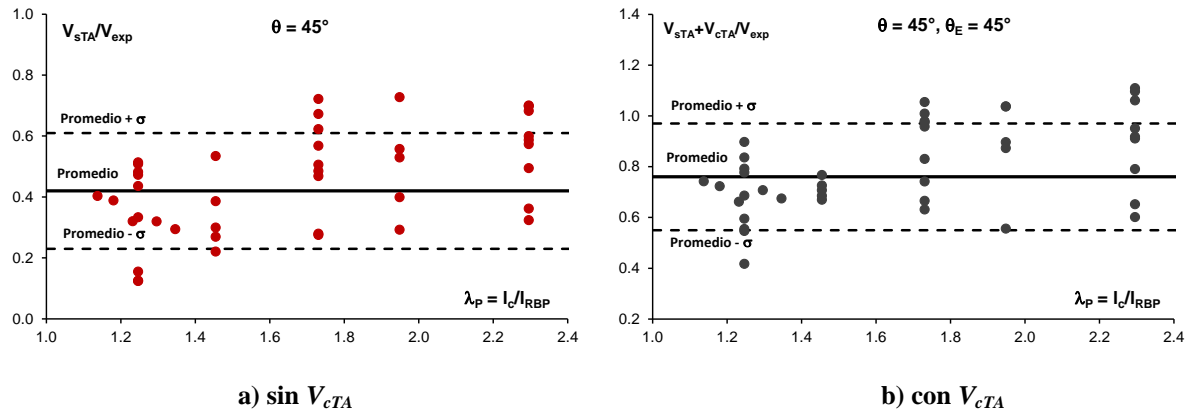 V_sTA/V_exp
θ = 45°
1.0
0.8
Promedio + σ
0.6
Promedio
0.4
Promedio - σ
0.2
λ_P = I_c/I_RBP
0.0
1.0 1.2 1.4 1.6 1.8 2.0 2.2 2.4
a) sin V_cTA
V_sTA+V_cTA/V_exp
θ = 45°, θ_E = 45°
1.4
1.2
Promedio + σ
1.0
Promedio
0.8
0.6
Promedio - σ
0.4
λ_P = I_c/I_RBP
0.2
1.0 1.2 1.4 1.6 1.8 2.0 2.2 2.4
b) con V_cTA